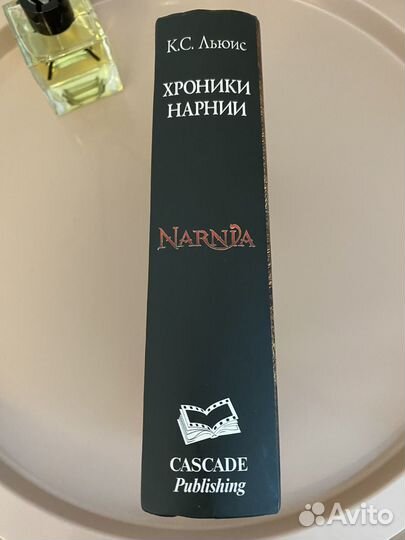 К.С. Льюис
ХРОНИКИ
НАРНИИ
NARNIA
CASCADE
Publishing
Avito